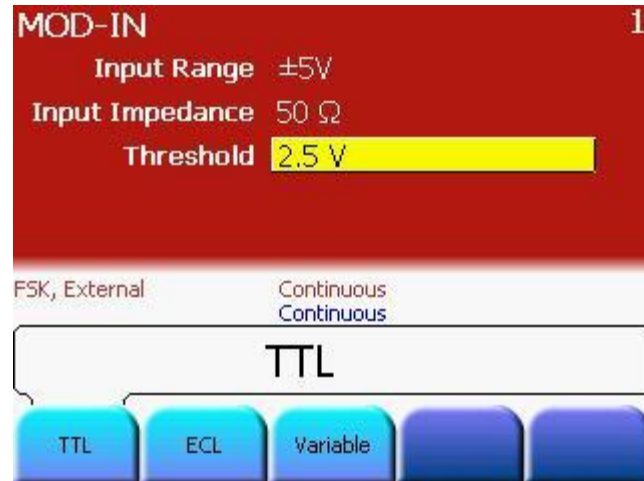 MOD-IN 1
Input Range ±5V
Input Impedance 50 Ω
Threshold 2.5 V
FSK, External Continuous
Continuous
TTL
TTL ECL Variable